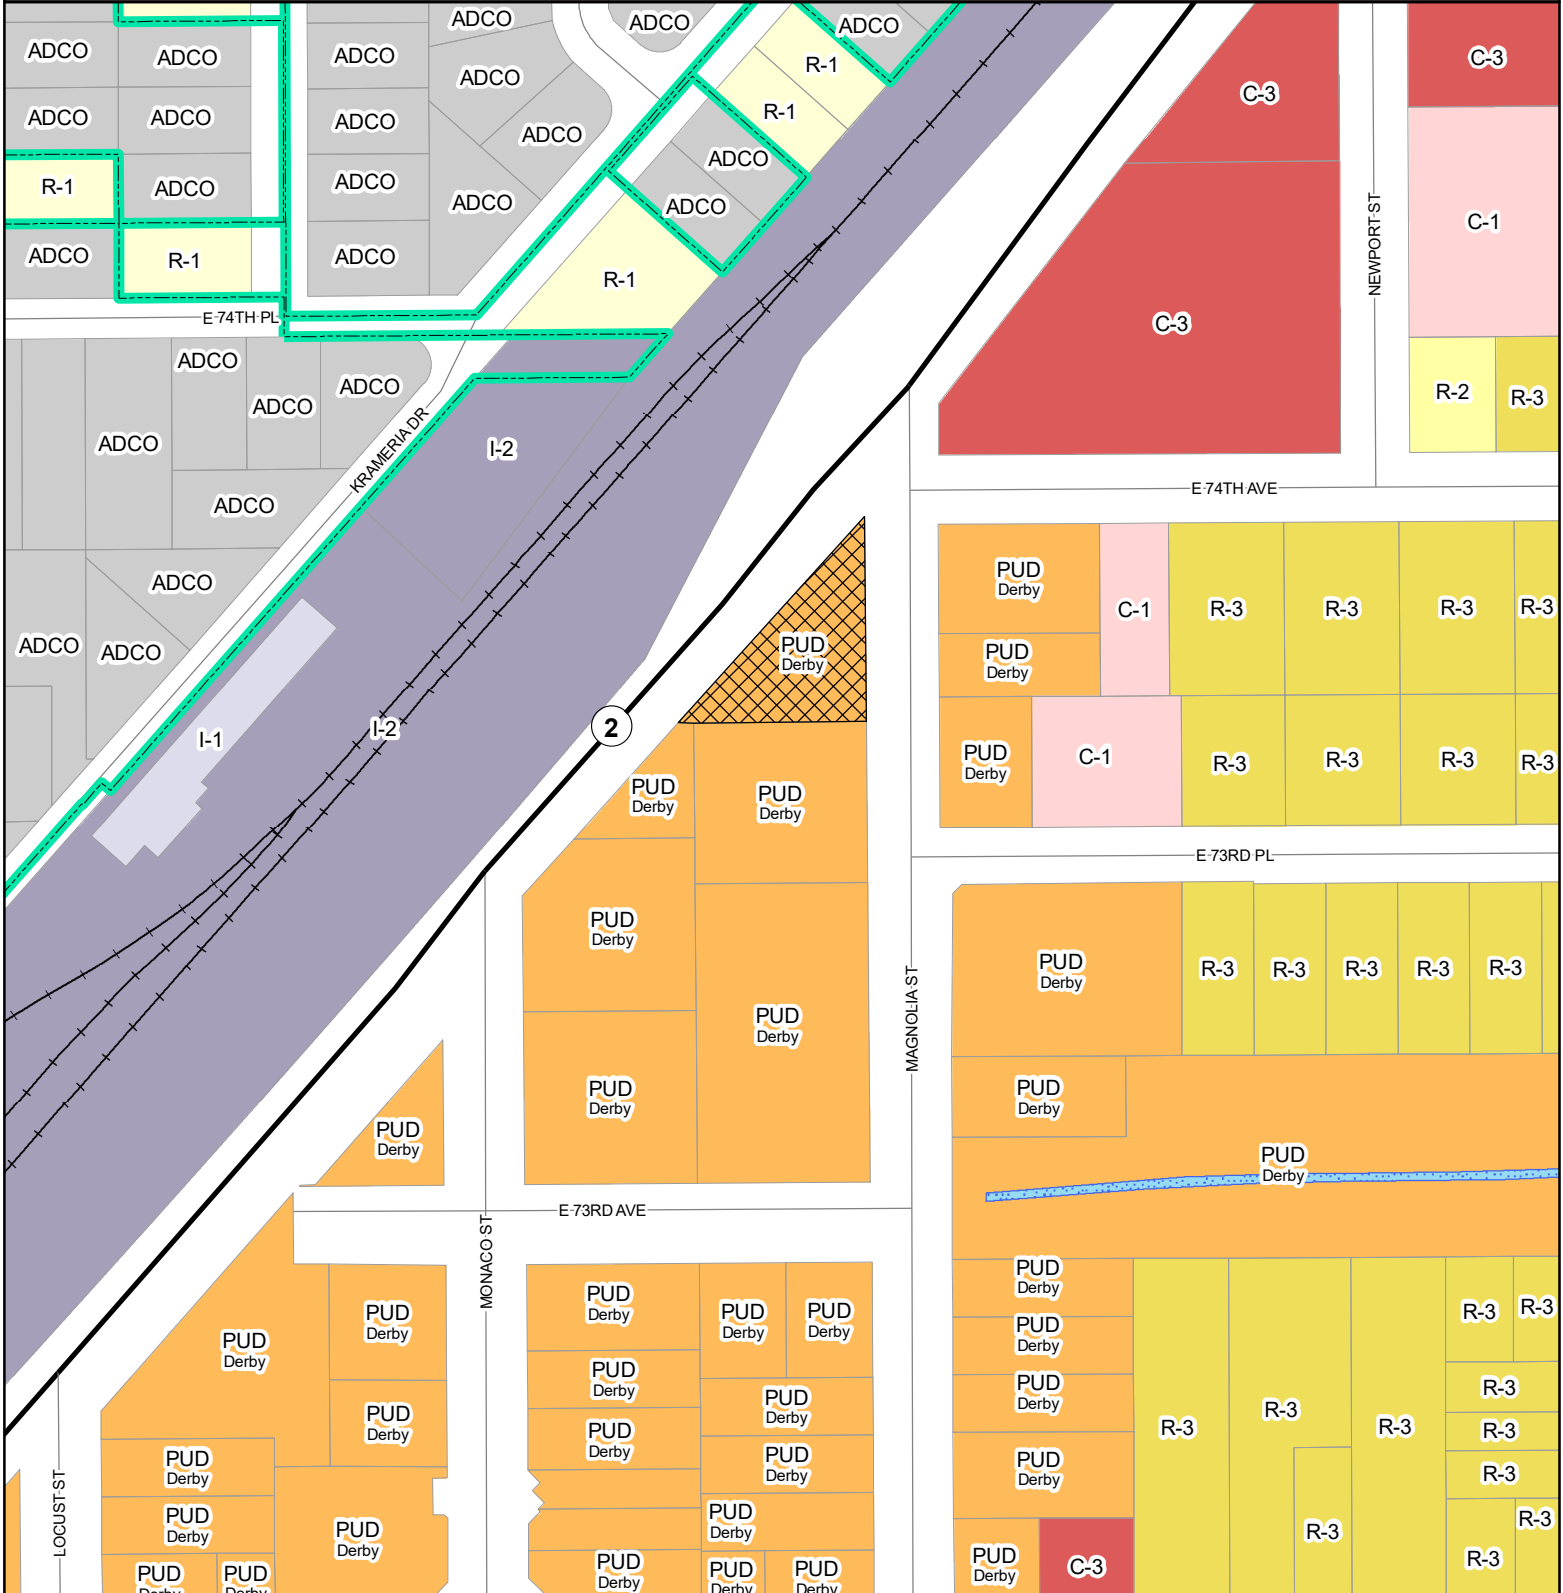 ADCO
ADCO
ADCO
ADCO
ADCO
R-1
ADCO
ADCO
R-1
E 74TH PL
ADCO
ADCO
ADCO
ADCO
ADCO
ADCO
ADCO
ADCO
ADCO
ADCO
R-1
R-1
ADCO
ADCO
R-1
C-3
C-3
NEWPORT ST
C-3
C-1
R-2
R-3
ADCO
ADCO
ADCO
ADCO
ADCO
ADCO
ADCO
ADCO
KRAMERIA DR
I-2
I-1
I-2
2
E 74TH AVE
PUD
Derby
PUD
Derby
C-1
R-3
R-3
R-3
R-3
PUD
Derby
PUD
Derby
C-1
R-3
R-3
R-3
R-3
PUD
Derby
PUD
Derby
E 73RD PL
PUD
Derby
PUD
Derby
PUD
Derby
MAGNOLIA ST
PUD
Derby
R-3
R-3
R-3
R-3
R-3
PUD
Derby
PUD
Derby
PUD
Derby
E 73RD AVE
MONACO ST
PUD
Derby
PUD
Derby
PUD
Derby
PUD
Derby
PUD
Derby
PUD
Derby
PUD
Derby
LOCUST ST
PUD
Derby
PUD
Derby
PUD
Derby
PUD
Derby
PUD
Derby
PUD
Derby
PUD
Derby
PUD
Derby
PUD
Derby
PUD
Derby
PUD
PUD
Derby
PUD
Derby
PUD
Derby
PUD
Derby
PUD
Derby
PUD
Derby
PUD
Derby
C-3
R-3
R-3
R-3
R-3
R-3
R-3
R-3
R-3
R-3
R-3
R-3